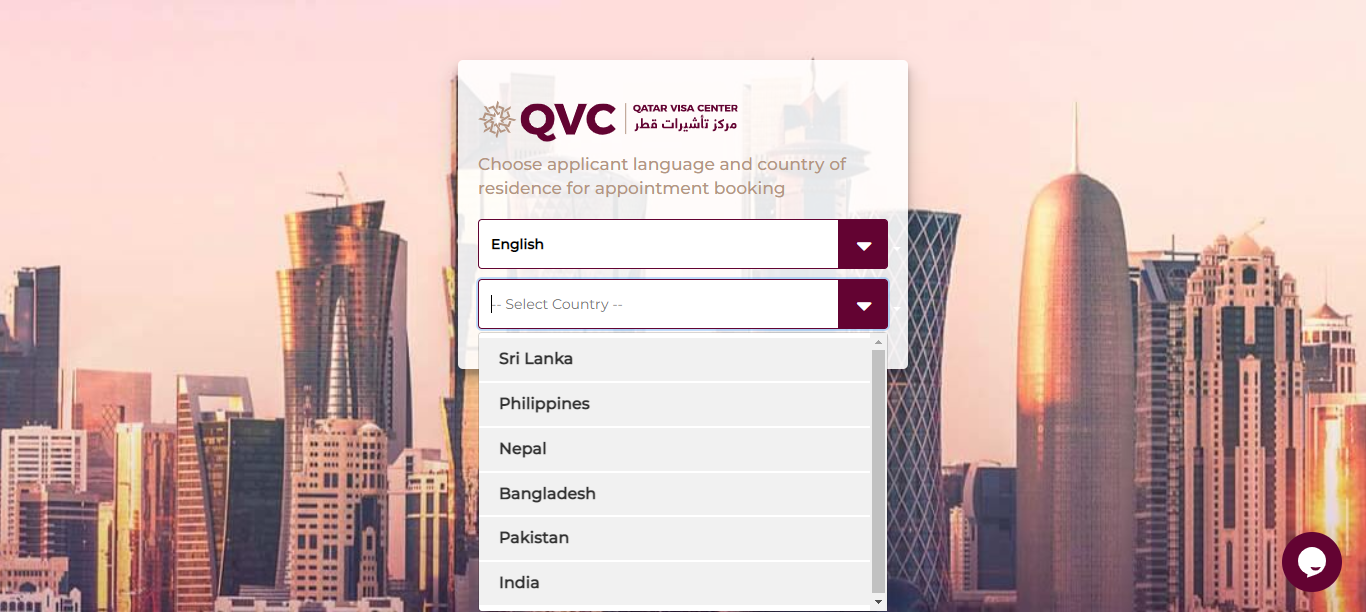 QVC
QATAR VISA CENTER
مركز تأشيرات قطر
Choose applicant language and country of
residence for appointment booking
English
-- Select Country --
Sri Lanka
Philippines
Nepal
Bangladesh
Pakistan
India